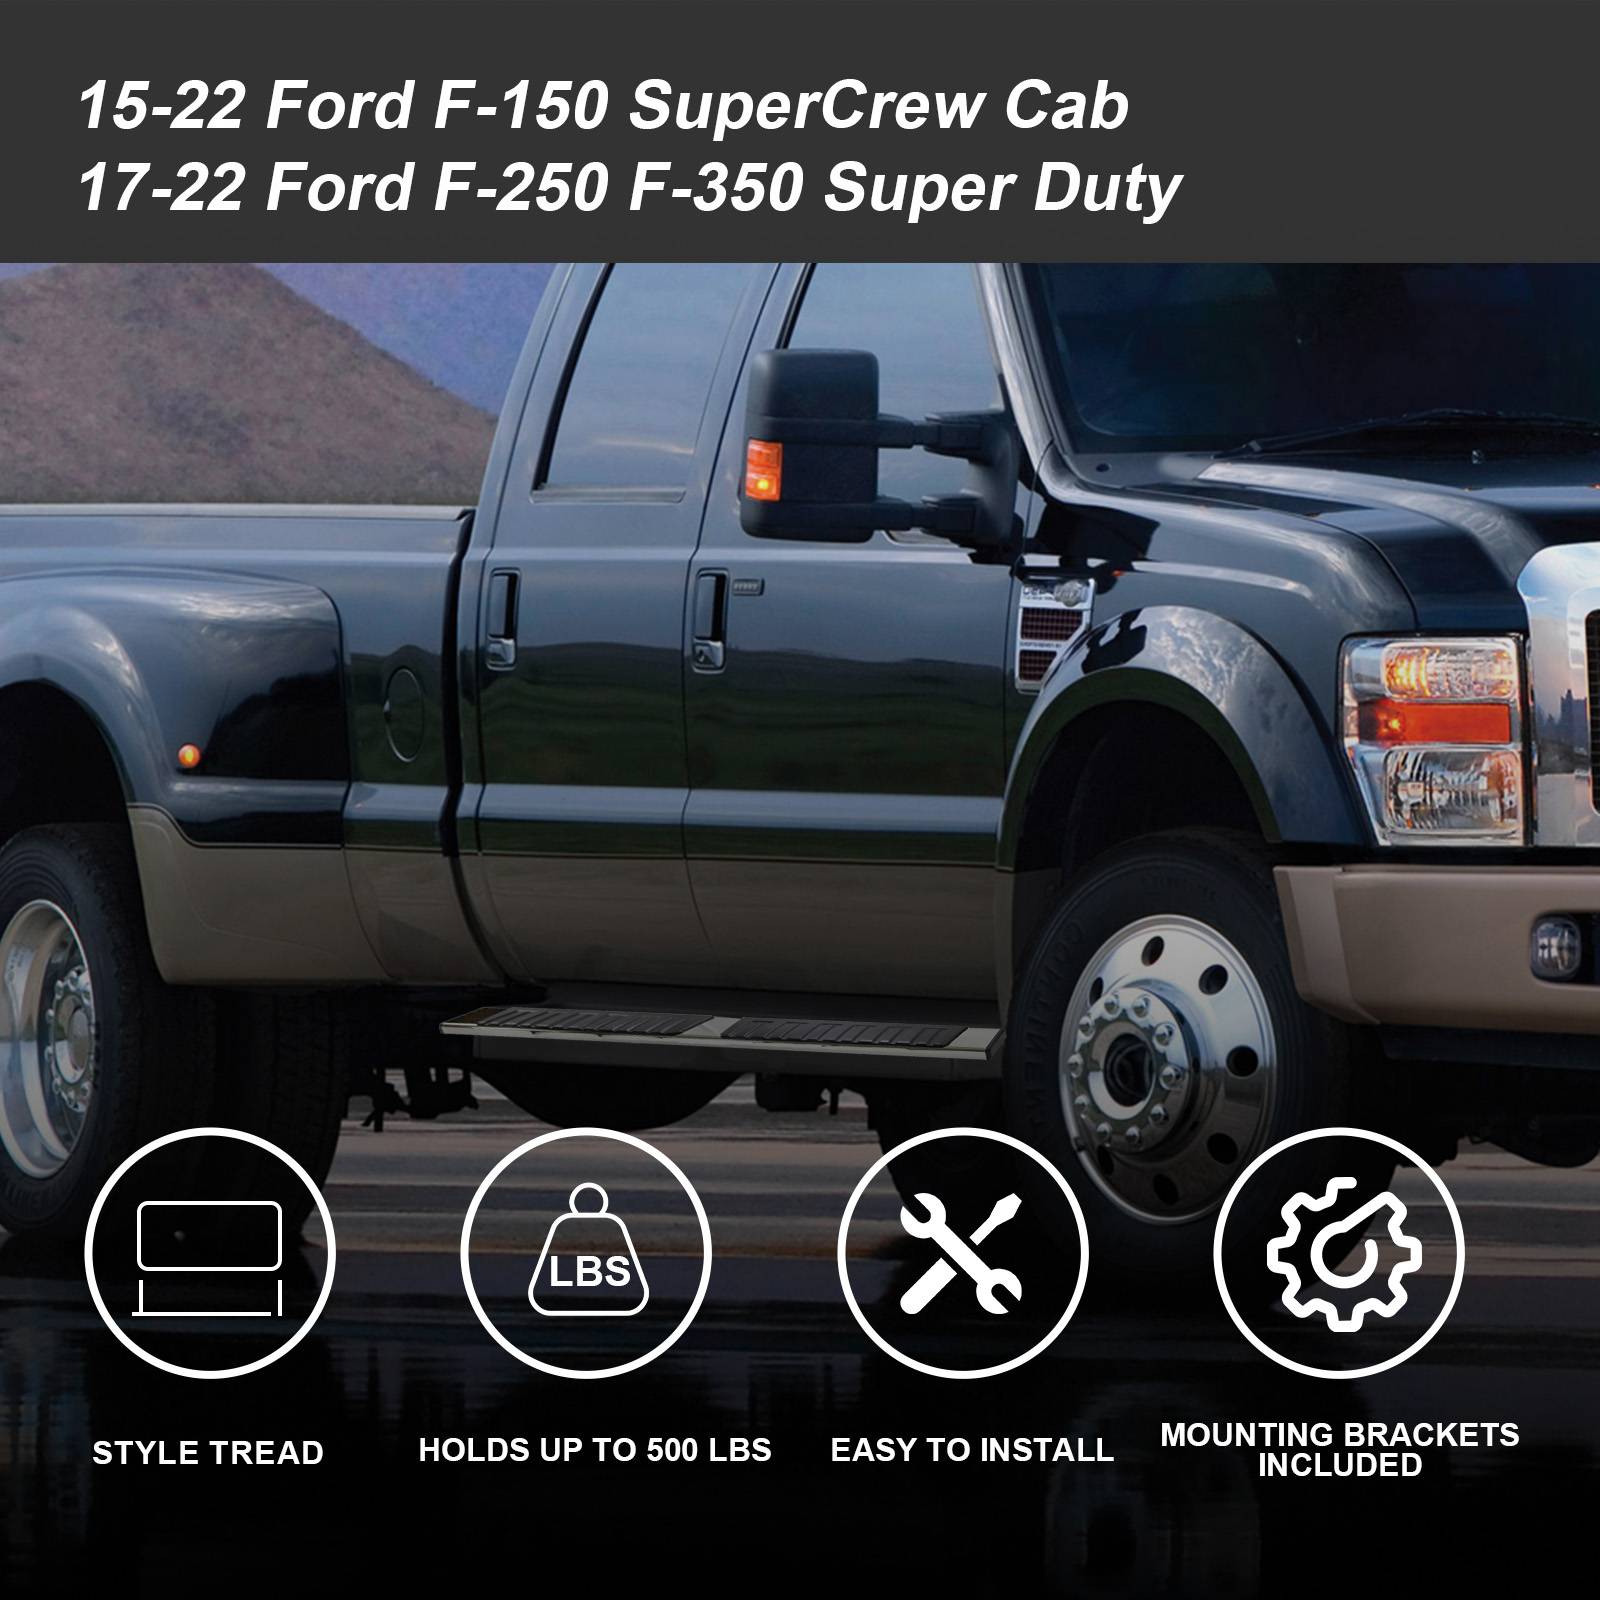 15-22 Ford F-150 SuperCrew Cab
17-22 Ford F-250 F-350 Super Duty
LBS
STYLE TREAD
HOLDS UP TO 500 LBS
EASY TO INSTALL
MOUNTING BRACKETS
INCLUDED